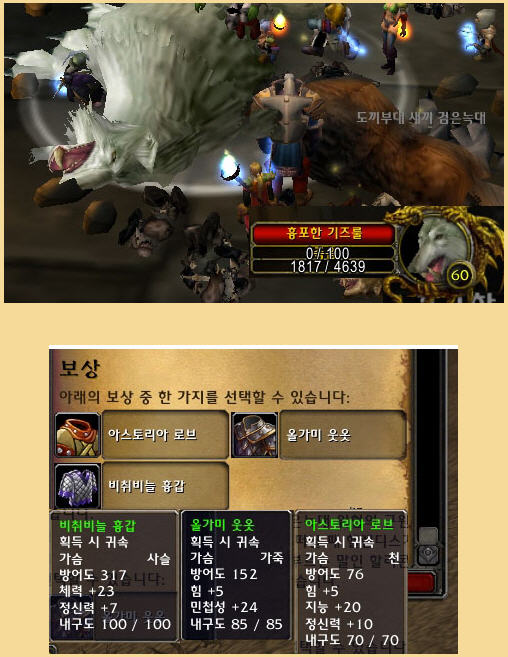 도끼부대 새끼 검은늑대
흉포한 기즈룰
0 / 100
1817 / 4639
60
보상
아래의 보상 중 한 가지를 선택할 수 있습니다:
아스토리아 로브
올가미 웃옷
비취비늘 흉갑
비취비늘 흉갑
획득 시 귀속
가슴 사슬
방어도 317
체력 +23
정신력 +7
내구도 100 / 100
올가미 웃옷
획득 시 귀속
가슴 가죽
방어도 152
힘 +5
민첩성 +24
내구도 85 / 85
아스토리아 로브
획득 시 귀속
가슴 천
방어도 76
힘 +5
지능 +20
정신력 +10
내구도 70 / 70